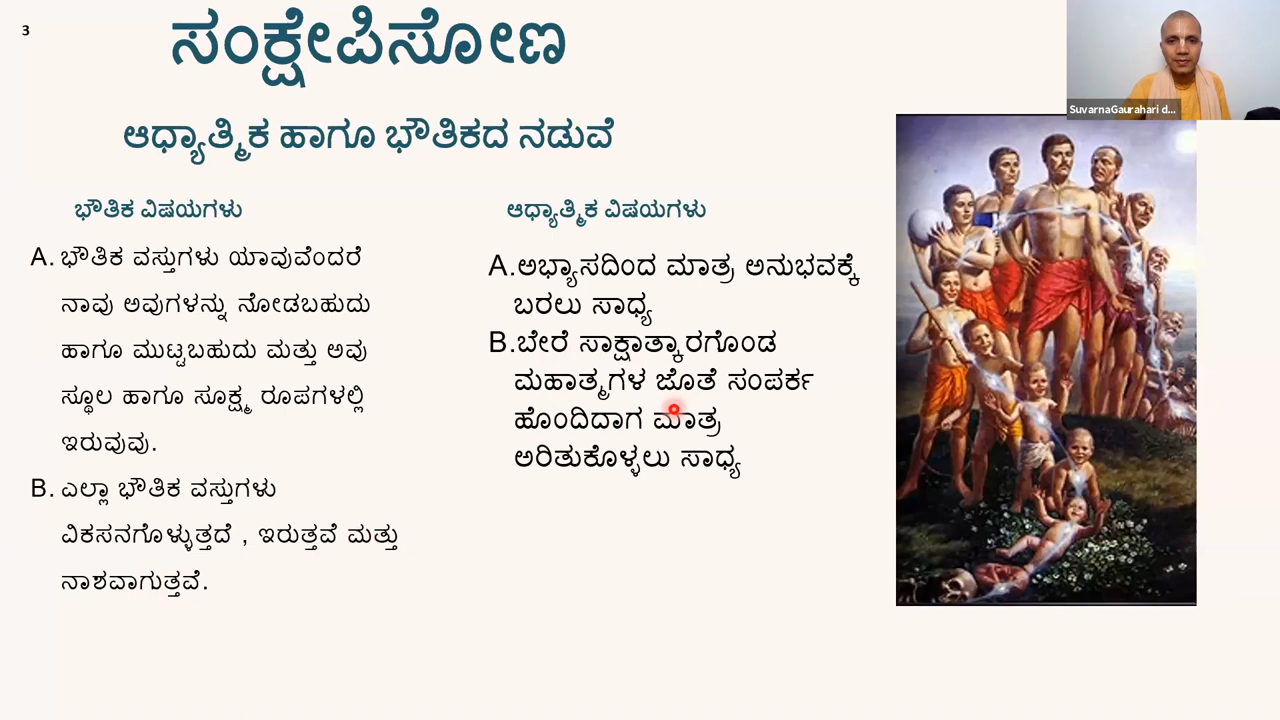 3
ಸಂಕ್ಷೇಪಿಸೋಣ
ಆಧ್ಯಾತ್ಮಿಕ ಹಾಗೂ ಭೌತಿಕದ ನಡುವೆ
ಭೌತಿಕ ವಿಷಯಗಳು
A. ಭೌತಿಕ ವಸ್ತುಗಳು ಯಾವುವೆಂದರೆ
ನಾವು ಅವುಗಳನ್ನು ನೋಡಬಹುದು
ಹಾಗೂ ಮುಟ್ಟಬಹುದು ಮತ್ತು ಅವು
ಸ್ಥೂಲ ಹಾಗೂ ಸೂಕ್ಷ್ಮ ರೂಪಗಳಲ್ಲಿ
ಇರುವುವು.
B. ಎಲ್ಲಾ ಭೌತಿಕ ವಸ್ತುಗಳು
ವಿಕಸನಗೊಳ್ಳುತ್ತದೆ , ಇರುತ್ತವೆ ಮತ್ತು
ನಾಶವಾಗುತ್ತವೆ.
ಆಧ್ಯಾತ್ಮಿಕ ವಿಷಯಗಳು
A.ಅಭ್ಯಾಸದಿಂದ ಮಾತ್ರ ಅನುಭವಕ್ಕೆ
ಬರಲು ಸಾಧ್ಯ
B.ಬೇರೆ ಸಾಕ್ಷಾತ್ಕಾರಗೊಂಡ
ಮಹಾತ್ಮಗಳ ಜೊತೆ ಸಂಪರ್ಕ
ಹೊಂದಿದಾಗ ಮಾತ್ರ
ಅರಿತುಕೊಳ್ಳಲು ಸಾಧ್ಯ
SuvarnaGaurahari d...